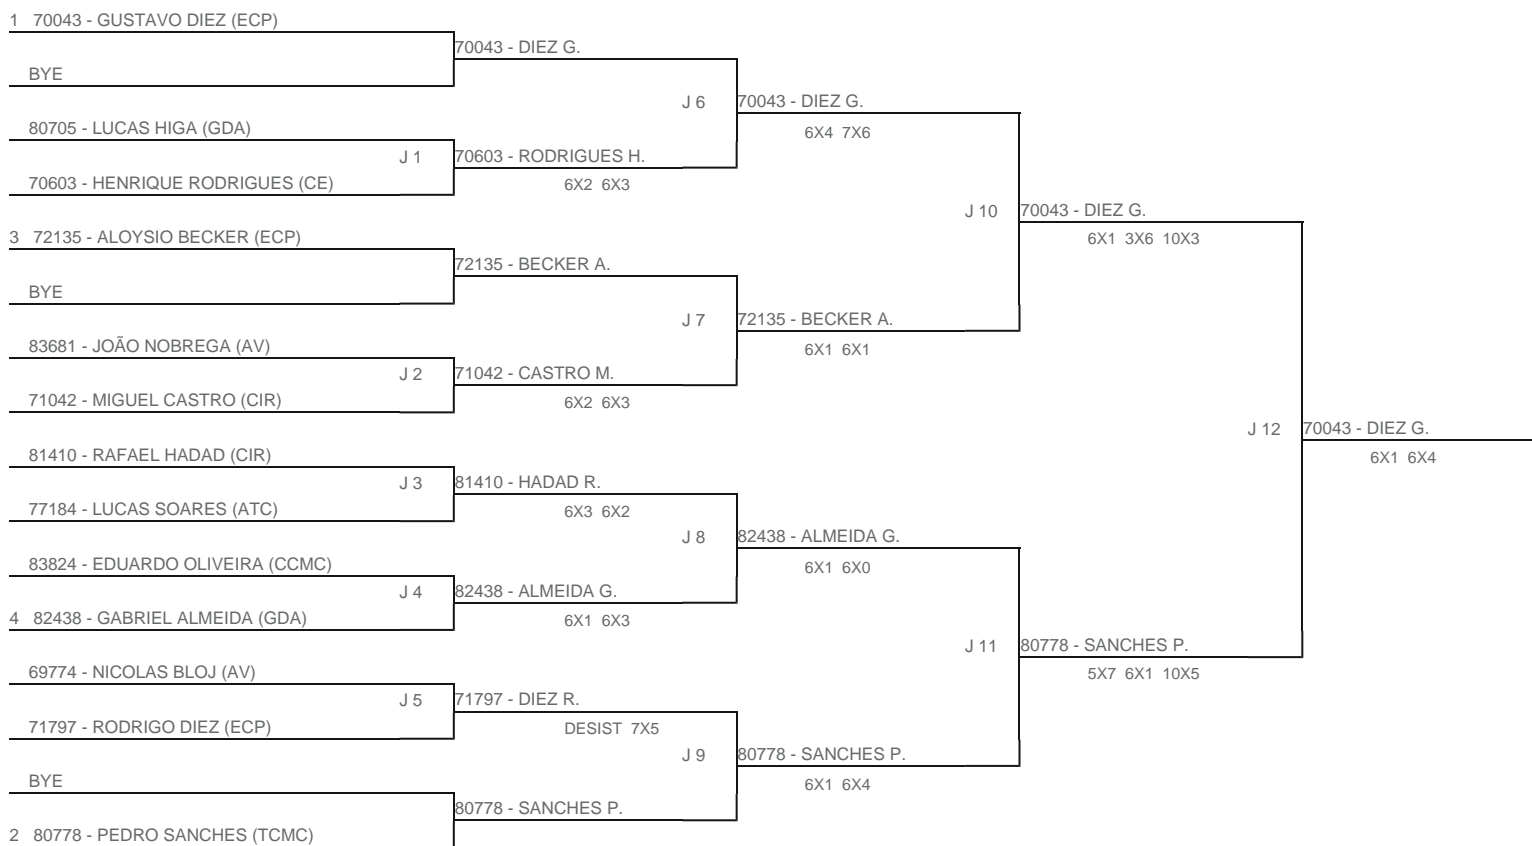 1 70043 - GUSTAVO DIEZ (ECP)
BYE
80705 - LUCAS HIGA (GDA)
J 1
70603 - HENRIQUE RODRIGUES (CE)
3 72135 - ALOYSIO BECKER (ECP)
BYE
83681 - JOÃO NOBREGA (AV)
J 2
71042 - MIGUEL CASTRO (CIR)
81410 - RAFAEL HADAD (CIR)
J 3
77184 - LUCAS SOARES (ATC)
83824 - EDUARDO OLIVEIRA (CCMC)
J 4
4 82438 - GABRIEL ALMEIDA (GDA)
69774 - NICOLAS BLOJ (AV)
J 5
71797 - RODRIGO DIEZ (ECP)
BYE
2 80778 - PEDRO SANCHES (TCMC)
70043 - DIEZ G.
J 6
70603 - RODRIGUES H.
6X2 6X3
72135 - BECKER A.
J 7
71042 - CASTRO M.
6X2 6X3
81410 - HADAD R.
6X3 6X2
J 8
82438 - ALMEIDA G.
6X1 6X3
71797 - DIEZ R.
DESIST 7X5
J 9
80778 - SANCHES P.
70043 - DIEZ G.
6X4 7X6
J 10
72135 - BECKER A.
6X1 6X1
82438 - ALMEIDA G.
6X1 6X0
J 11
80778 - SANCHES P.
6X1 6X4
70043 - DIEZ G.
6X1 3X6 10X3
J 12
80778 - SANCHES P.
5X7 6X1 10X5
70043 - DIEZ G.
6X1 6X4